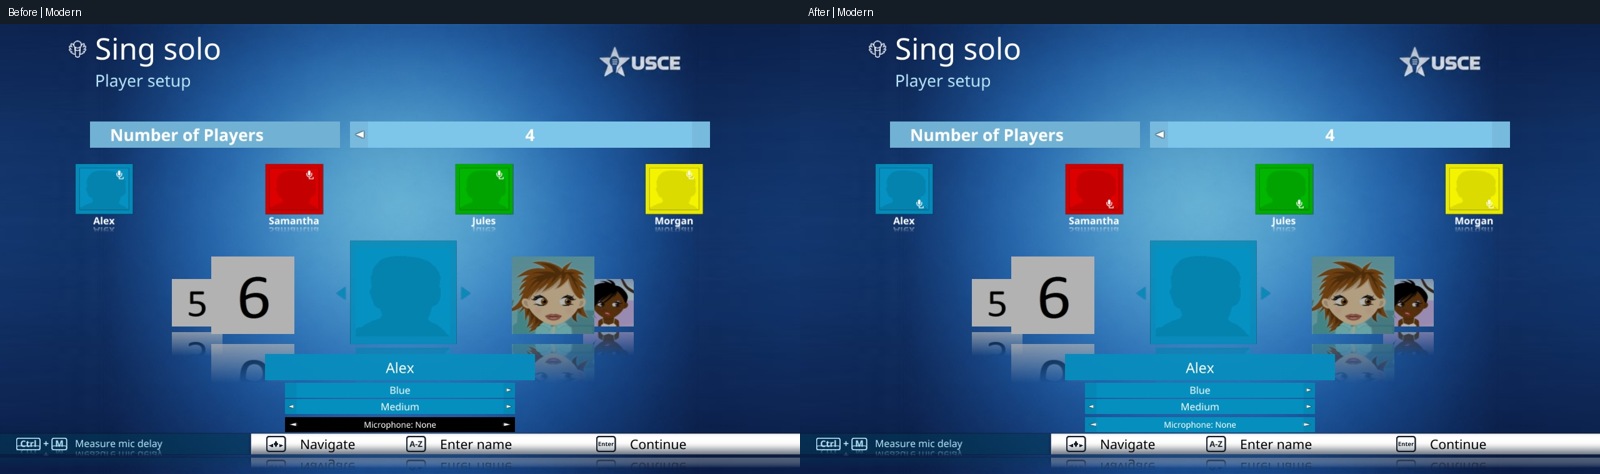 Before | Modern
Sing solo
Player setup
USCE
Number of Players
4
Alex
Samantha
Jules
Morgan
5
6
Alex
Blue
Medium
Microphone: None
Ctrl + M Measure mic delay
Navigate
A-Z Enter name
Enter Continue
After | Modern
Sing solo
Player setup
USCE
Number of Players
4
Alex
Samantha
Jules
Morgan
5
6
Alex
Blue
Medium
Microphone: None
Ctrl + M Measure mic delay
Navigate
A-Z Enter name
Enter Continue